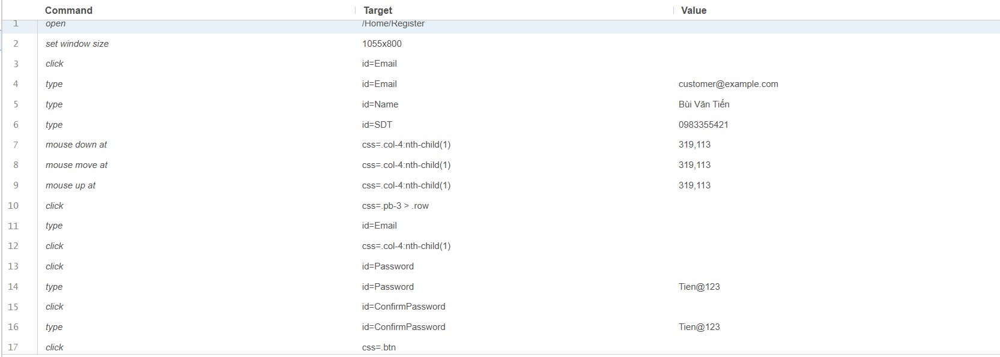 Command Target Value
1 open /Home/Register
2 set window size 1055x800
3 click id=Email
4 type id=Email customer@example.com
5 type id=Name Bùi Văn Tiến
6 type id=SDT 0983355421
7 mouse down at css=.col-4:nth-child(1) 319,113
8 mouse move at css=.col-4:nth-child(1) 319,113
9 mouse up at css=.col-4:nth-child(1) 319,113
10 click css=.pb-3 > .row
11 type id=Email
12 click css=.col-4:nth-child(1)
13 click id=Password
14 type id=Password Tien@123
15 click id=ConfirmPassword
16 type id=ConfirmPassword Tien@123
17 click css=.btn